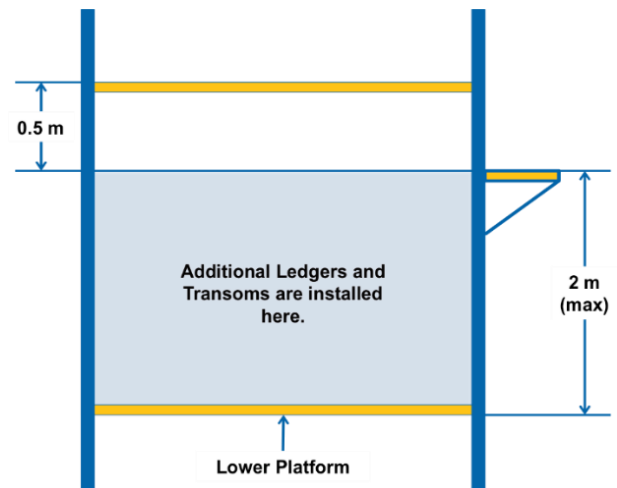 0.5 m
Additional Ledgers and
Transoms are installed
here.
2 m
(max)
Lower Platform